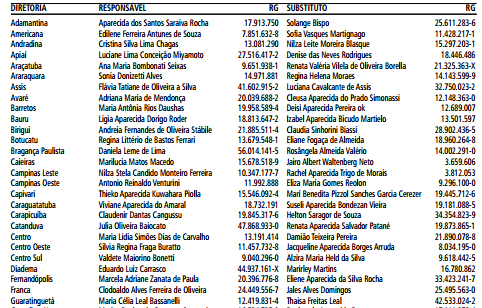 DIRETORIA RESPONSÁVEL RG SUBSTITUTO RG
Adamantina Aparecida dos Santos Saraiva Rocha 17.913.750 Solange Bispo 25.611.283-6
Americana Edilene Ferreira Antunes de Souza 7.851.632-8 Sofia Vasques Martignago 11.428.217-1
Andradina Cristina Silva Lima Chagas 13.081.290 Nilza Leite Moreira Blasque 15.297.203-1
Apiaí Luciane Lima Conceição Miyamoto 27.516.417-2 Denise das Neves Rodrigues 18.446.486
Araçatuba Ana Maria Bombonati Seixas 9.651.938-1 Renata Valéria Vilela de Oliveira Borella 21.325.363-X
Araraquara Sonia Donizetti Alves 14.971.881 Regina Helena Moraes 14.143.599-9
Assis Flávia Tatiane de Oliveira a Silva 41.602.915-2 Luciana Cavalcante de Assis 32.750.023-2
Avaré Adriana Maria de Mendonça 20.039.688-2 Cleusa Aparecida do Prado Simonassi 12.148.363-0
Barretos Maria Antônia Rios Daushas 19.958.589-4 Deisi Aparecida Pereira ok 12.689.007
Bauru Ligia Aparecida Dorigo Roder 18.813.647-2 Izabel Aparecida Bicudo Martielo 13.501.597
Birigui Andreia Fernandes de Oliveira Stábile 21.885.511-4 Claudia Sinhorini Biassi 28.902.436-5
Botucatu Regina Littério de Bastos Ferrari 13.679.548-1 Eliane Fogaça de Almeida 18.960.264-8
Bragança Paulista Daniela Leme de Lima 56.014.141-5 Rosângela Almeida Valério 14.002.291-0
Caieiras Marilucia Matos Macedo 15.678.518-9 Jairo Albert Waltenberg Neto 3.659.606
Campinas Leste Nilza Stela Candido Monteiro Ferreira 10.347.177-7 Rachel Aparecida Trigo de Morais 3.812.053
Campinas Oeste Antonio Reinaldo Venturini 11.992.888 Eliza Maria Gomes Reolon 9.296.100-0
Capivari Thieko Aparecida Kuwahara Piolla 15.546.092-4 Mari Benedita Pizzol Sanches Garcia Cerezer 19.445.712-6
Caraguatatuba Viviane Aparecida do Amaral 18.732.191 Suseli Aparecida Bondezan Vieira 19.181.088-5
Carapicuíba Claudenir Dantas Cangussu 19.845.317-6 Helton Saragor de Souza 34.354.823-9
Catanduva Julia Oliveira Baiocato 47.868.933-0 Renata Aparecida Salvador Patané 19.873.865-1
Centro Maria Lidia Simões Dias de Carvalho 13.191.414 Damião Teixeira Pereira 21.890.078-8
Centro Oeste Silvia Regina Fraga Buratto 11.457.732-8 Jacqueline Aparecida Borges Arruda 8.034.195-0
Centro Sul Valdete Maiorino Bonetti 9.040.296-0 Alzira Maria Held da Silva 9.618.442-5
Diadema Eduardo Luiz Carrasco 44.937.161-X Marirley Martins 16.780.862
Fernandópolis Marcela Adriane Zanata de Paula 20.396.776-8 Eliene Aparecida da Silva Rocha 33.423.241-7
Franca Clodoaldo Alves Ferreira de Oliveira 24.449.556-7 Jales Alves Domingos 25.495.563-0
Guaratinguetá Maria Célia Leal Bassanelli 12.619.831-4 Thaisa Freitas Leal 42.533.024-2